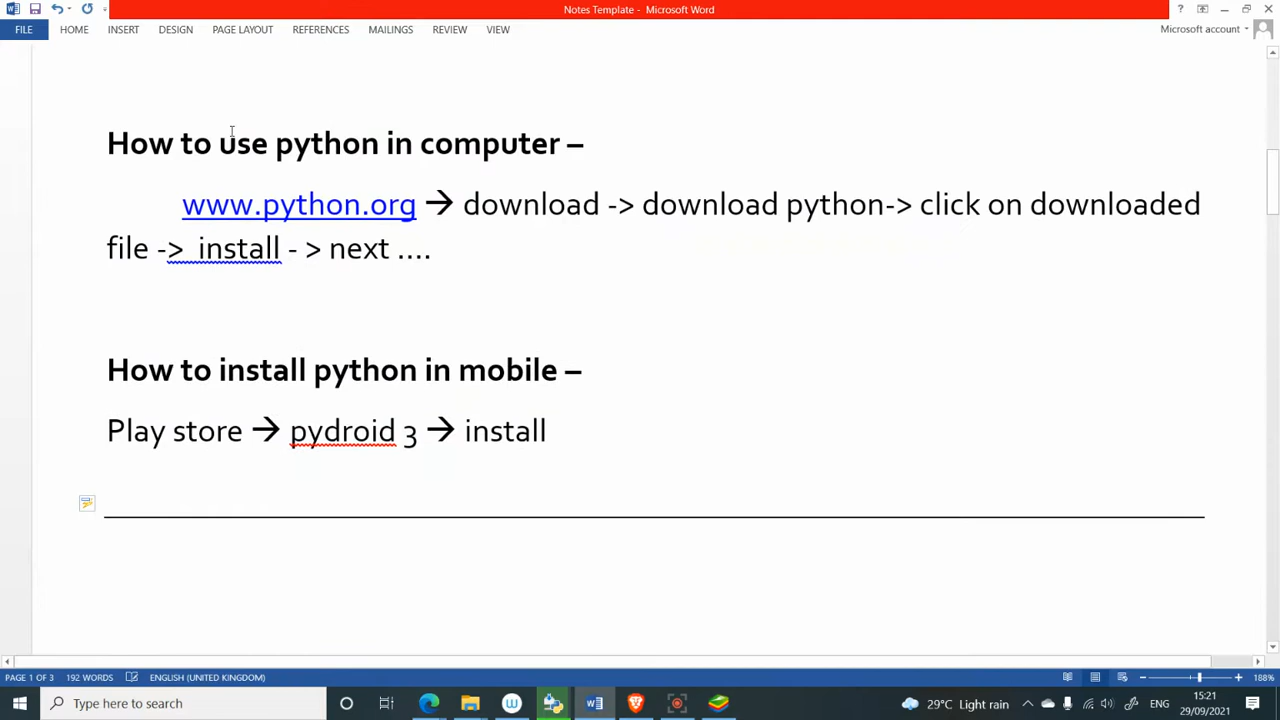 Notes Template - Microsoft Word
?
FILE HOME INSERT DESIGN PAGE LAYOUT REFERENCES MAILINGS REVIEW VIEW Microsoft account
How to use python in computer –
www.python.org → download -> download python-> click on downloaded
file -> install - > next ....
How to install python in mobile –
Play store → pydroid 3 → install
PAGE 1 OF 3 192 WORDS ENGLISH (UNITED KINGDOM) 188%
Type here to search 29°C Light rain ENG 15:21
29/09/2021